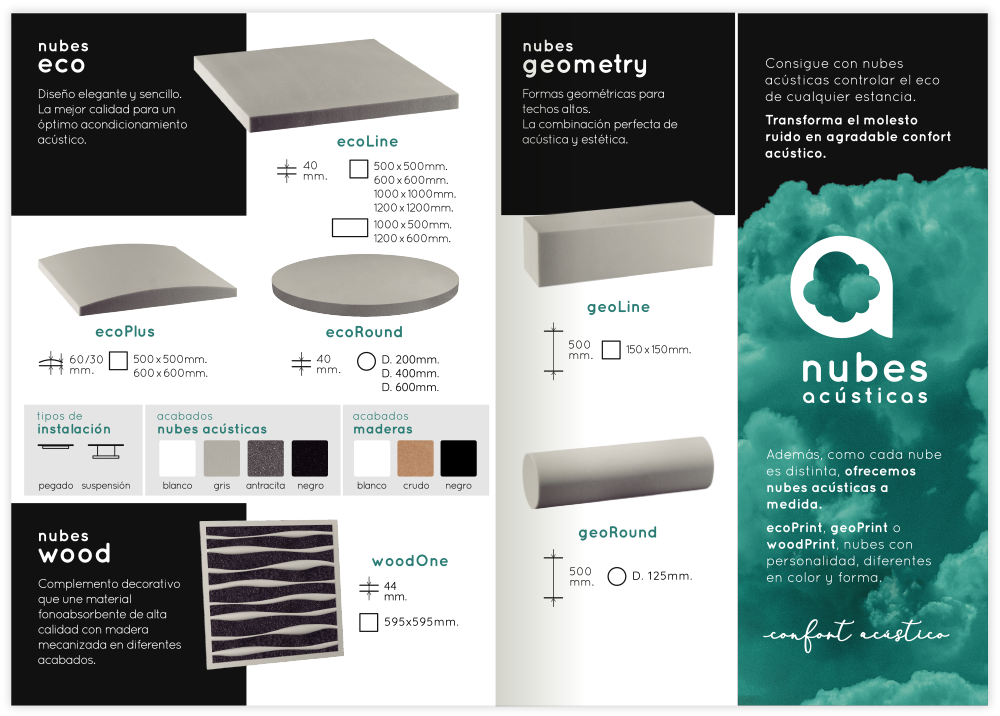 nubes
eco
Diseño elegante y sencillo.
La mejor calidad para un
óptimo acondicionamiento
acústico.
ecoLine
40
mm.
500 x 500mm.
600 x 600mm.
1000 x 1000mm.
1200 x 1200mm.
1000 x 500mm.
1200 x 600mm.
ecoPlus
60/30
mm.
500 x 500mm.
600 x 600mm.
ecoRound
40
mm.
D. 200mm.
D. 400mm.
D. 600mm.
tipos de
instalación
pegado suspensión
acabados
nubes acústicas
blanco gris antracita negro
acabados
maderas
blanco crudo negro
nubes
wood
Complemento decorativo
que une material
fonoabsorbente de alta
calidad con madera
mecanizada en diferentes
acabados.
woodOne
44
mm.
595x595mm.
nubes
geometry
Formas geométricas para
techos altos.
La combinación perfecta de
acústica y estética.
geoLine
500
mm.
150 x 150mm.
geoRound
500
mm.
D. 125mm.
Consigue con nubes
acústicas controlar el eco
de cualquier estancia.
Transforma el molesto
ruido en agradable confort
acústico.
nubes
acústicas
Además, como cada nube
es distinta, ofrecemos
nubes acústicas a
medida.
ecoPrint, geoPrint o
woodPrint, nubes con
personalidad, diferentes
en color y forma.
confort acústico